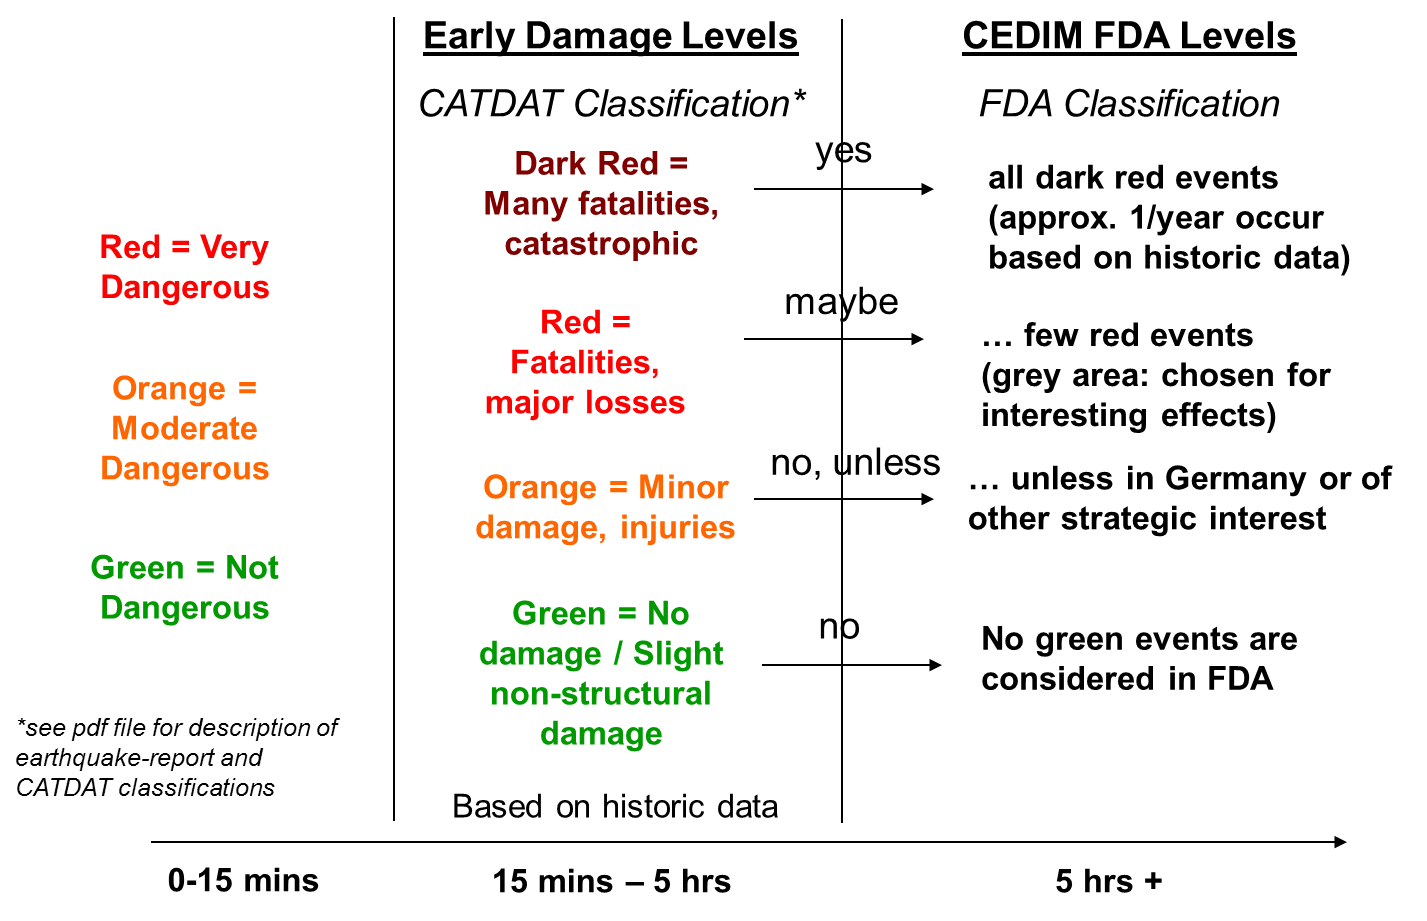 Early Damage Levels
CEDIM FDA Levels
CATDAT Classification*
FDA Classification
Red = Very
Dangerous
Orange =
Moderate
Dangerous
Green = Not
Dangerous
*see pdf file for description of
earthquake-report and
CATDAT classifications
Dark Red =
Many fatalities,
catastrophic
yes
all dark red events
(approx. 1/year occur
based on historic data)
Red =
Fatalities,
major losses
maybe
… few red events
(grey area: chosen for
interesting effects)
Orange = Minor
damage, injuries
no, unless
… unless in Germany or of
other strategic interest
Green = No
damage / Slight
non-structural
damage
no
No green events are
considered in FDA
Based on historic data
0-15 mins
15 mins – 5 hrs
5 hrs +